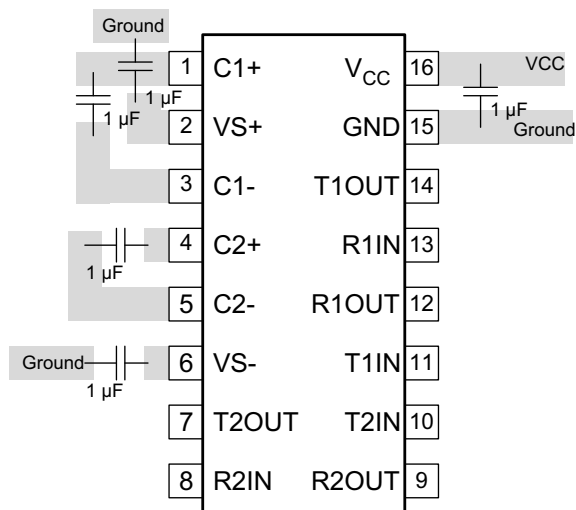 Ground
1 C1+ VCC 16 VCC
1 µF 1 µF 1 µF
2 VS+ GND 15 Ground
3 C1- T1OUT 14
4 C2+ R1IN 13
1 µF
5 C2- R1OUT 12
Ground 6 VS- T1IN 11
1 µF
7 T2OUT T2IN 10
8 R2IN R2OUT 9